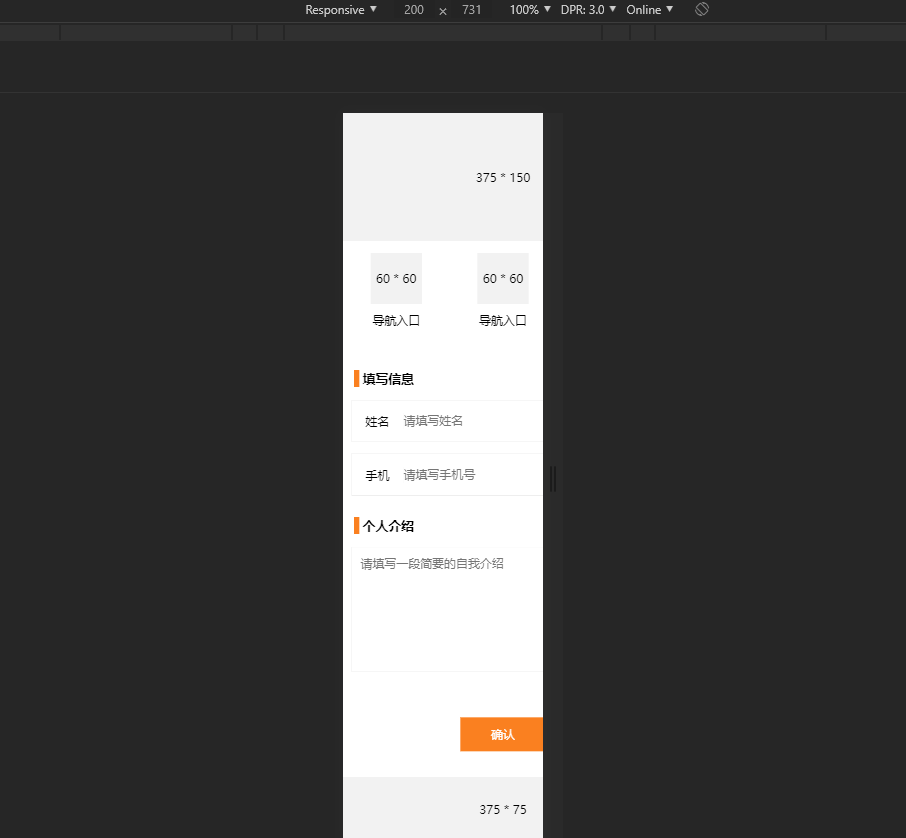 Responsive 200 × 731 100% DPR: 3.0 Online
375 * 150
60 * 60 60 * 60
导航入口 导航入口
填写信息
姓名 请填写姓名
手机 请填写手机号
个人介绍
请填写一段简要的自我介绍
确认
375 * 75